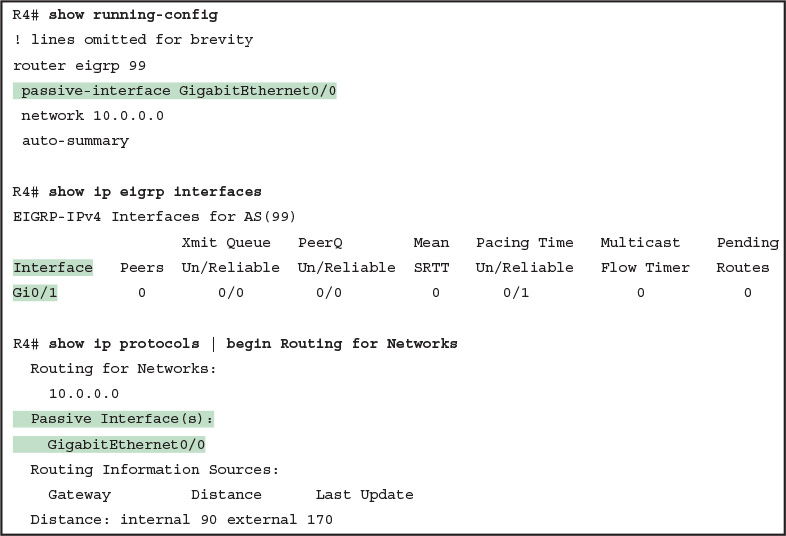 R4# show running-config
! lines omitted for brevity
router eigrp 99
 passive-interface GigabitEthernet0/0
 network 10.0.0.0
 auto-summary

R4# show ip eigrp interfaces
EIGRP-IPv4 Interfaces for AS(99)
                   Xmit Queue   PeerQ        Mean   Pacing Time   Multicast    Pending
Interface   Peers  Un/Reliable  Un/Reliable  SRTT   Un/Reliable   Flow Timer   Routes
Gi0/1         0        0/0        0/0          0       0/1            0           0

R4# show ip protocols | begin Routing for Networks
  Routing for Networks:
    10.0.0.0
  Passive Interface(s):
    GigabitEthernet0/0
  Routing Information Sources:
    Gateway         Distance      Last Update
  Distance: internal 90 external 170